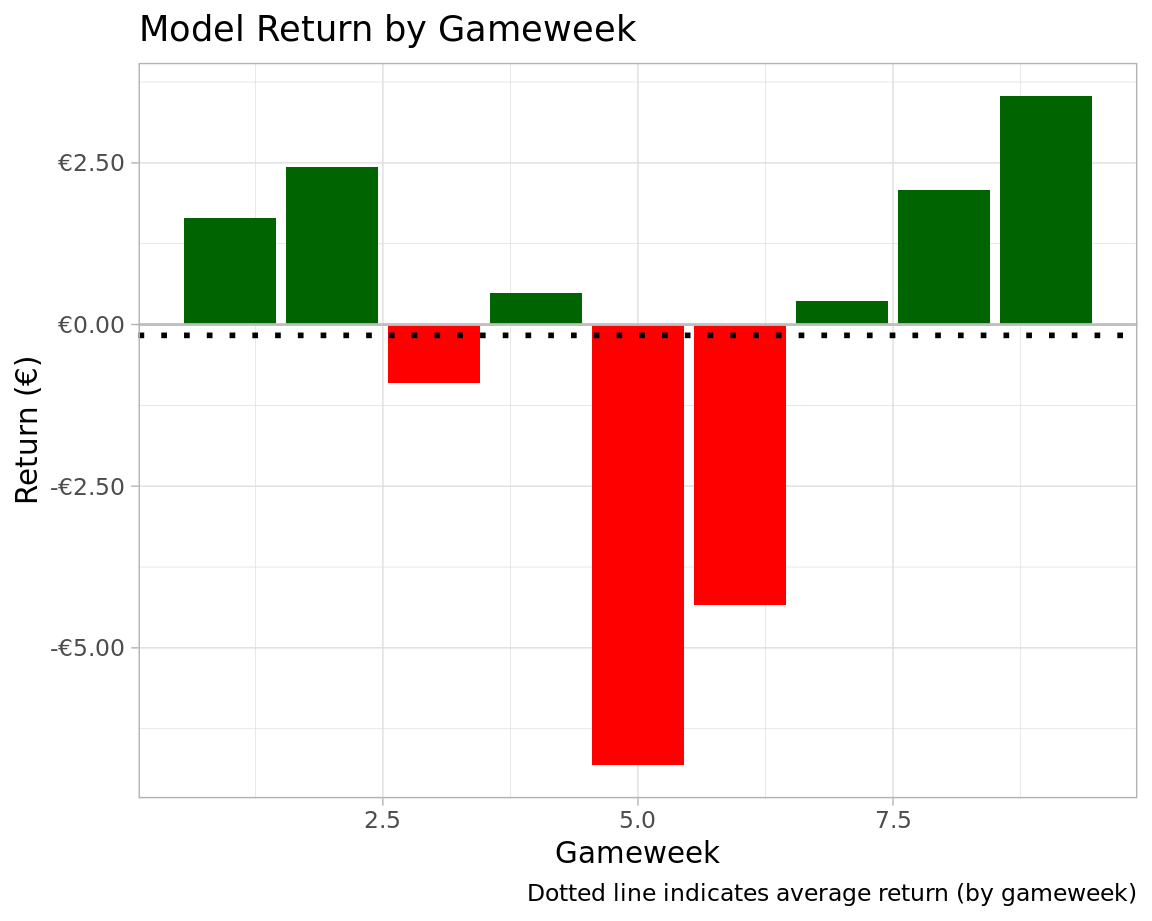 Model Return by Gameweek
Return (€)
€2.50
€0.00
-€2.50
-€5.00
2.5 5.0 7.5
Gameweek
Dotted line indicates average return (by gameweek)